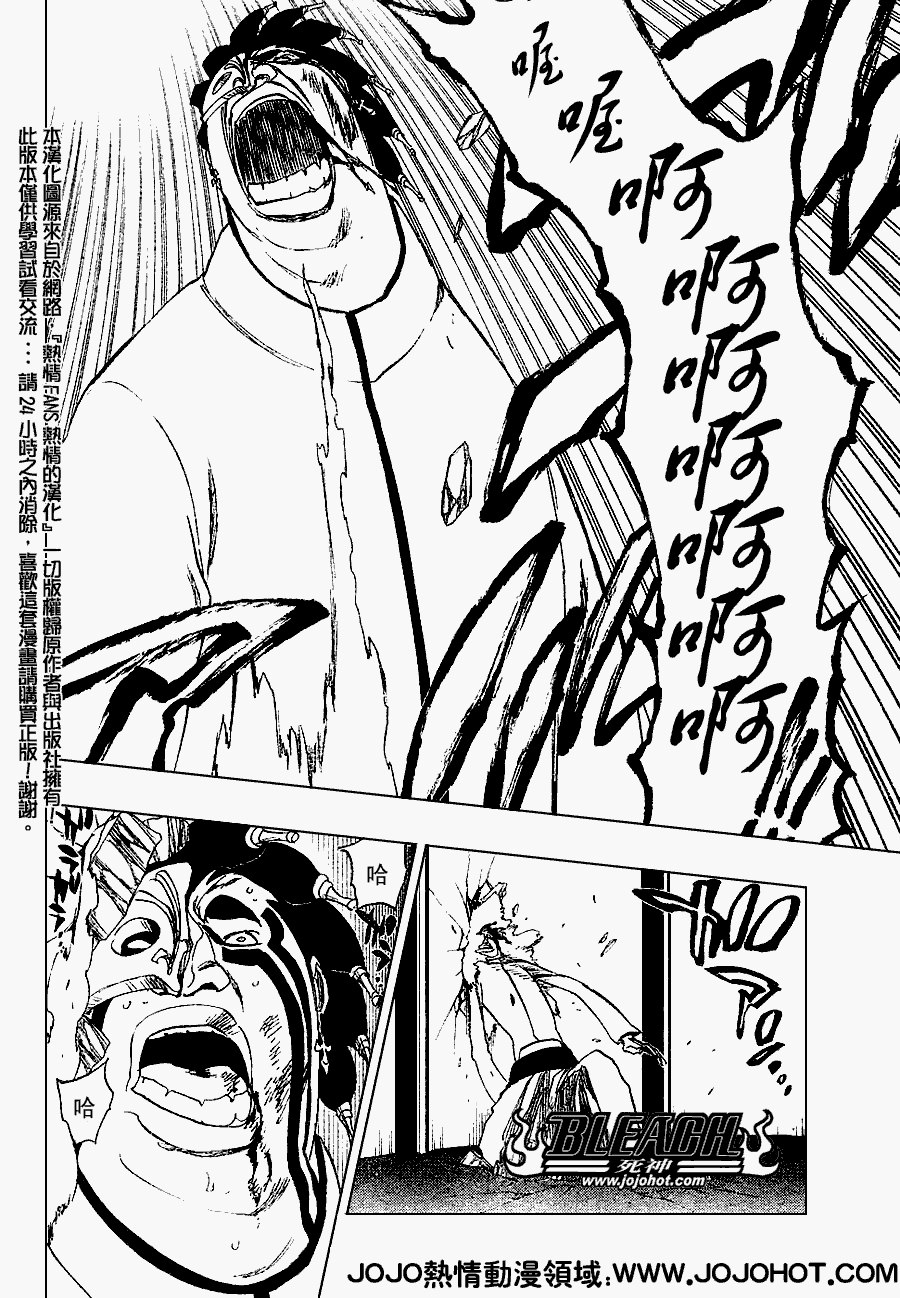 喔喔啊啊啊啊啊啊啊!!!
哈
哈
本漢化圖源來自於網路,『熱情FANS.熱情的漢化』一切版權歸原作者與出版社擁有!
此版本僅供學習試看交流... 請24小時之內消除,喜歡這套漫畫請購買正版!謝謝。
BLEACH
死神
www.jojohot.com
JOJO熱情動漫領域:WWW.JOJOHOT.COM